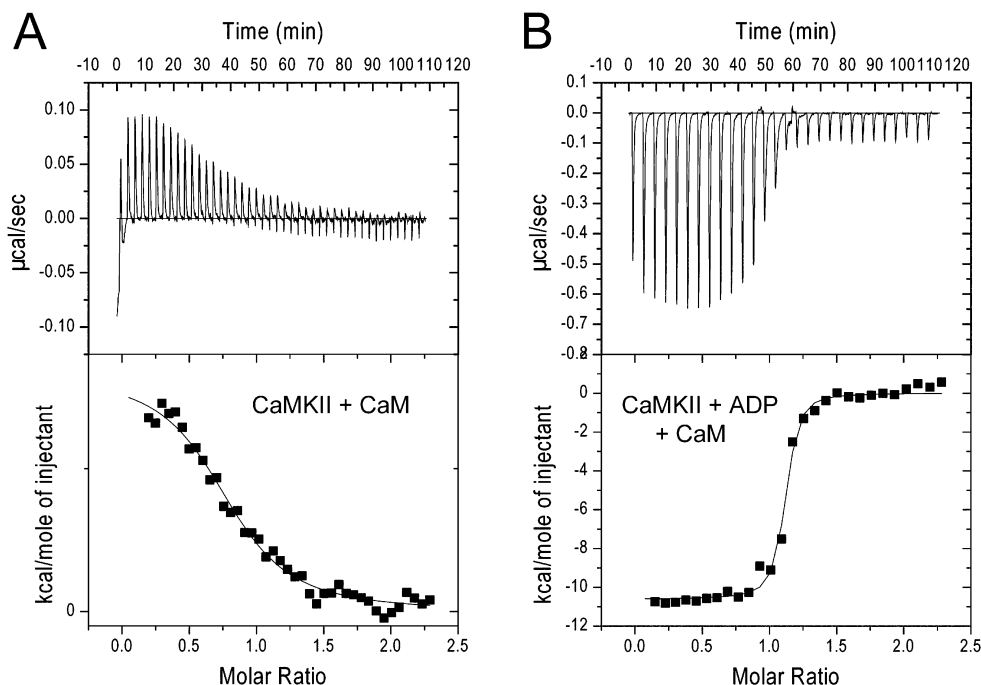 A
Time (min)
-10 0 10 20 30 40 50 60 70 80 90 100 110 120
0.10
0.05
0.00
-0.05
-0.10
µcal/sec
CaMKII + CaM
0
kcal/mole of injectant
0.0 0.5 1.0 1.5 2.0 2.5
Molar Ratio
B
Time (min)
-10 0 10 20 30 40 50 60 70 80 90 100 110 120
0.1
0.0
-0.1
-0.2
-0.3
-0.4
-0.5
-0.6
-0.7
-0.8
µcal/sec
CaMKII + ADP
+ CaM
0
-2
-4
-6
-8
-10
-12
kcal/mole of injectant
0.0 0.5 1.0 1.5 2.0 2.5
Molar Ratio